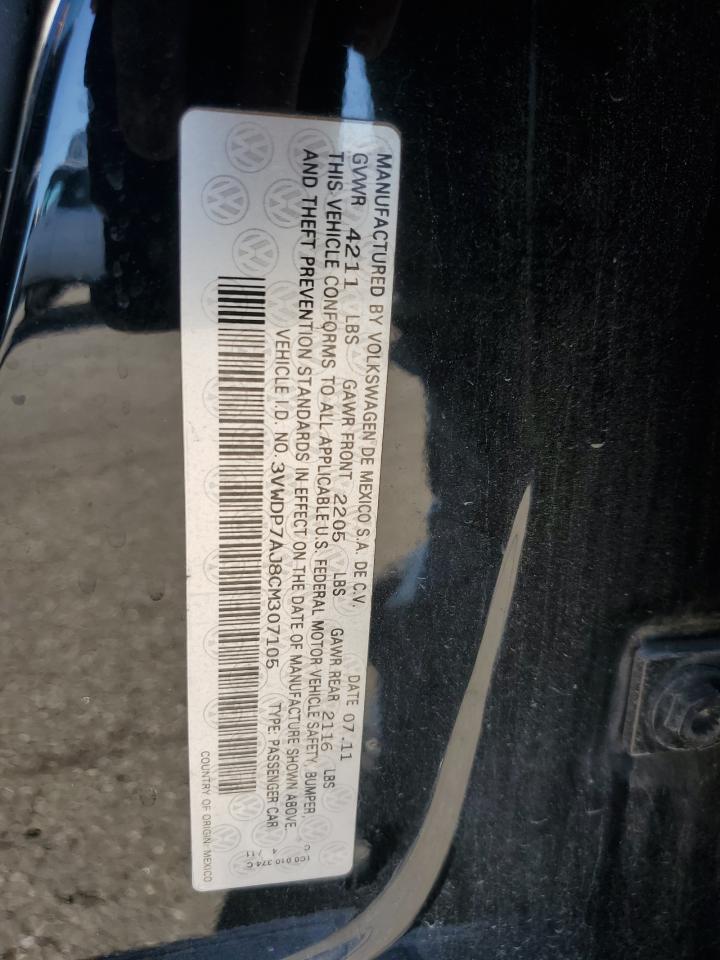 MANUFACTURED BY VOLKSWAGEN DE MEXICO S.A. DE C.V. DATE 07.11
GVWR 4211 LBS GAWR FRONT 2205 LBS GAWR REAR 2116 LBS
THIS VEHICLE CONFORMS TO ALL APPLICABLE U.S. FEDERAL MOTOR VEHICLE SAFETY, BUMPER,
AND THEFT PREVENTION STANDARDS IN EFFECT ON THE DATE OF MANUFACTURE SHOWN ABOVE.
VEHICLE I.D. NO. 3VWDP7AJ8CM307105 TYPE: PASSENGER CAR
COUNTRY OF ORIGIN: MEXICO